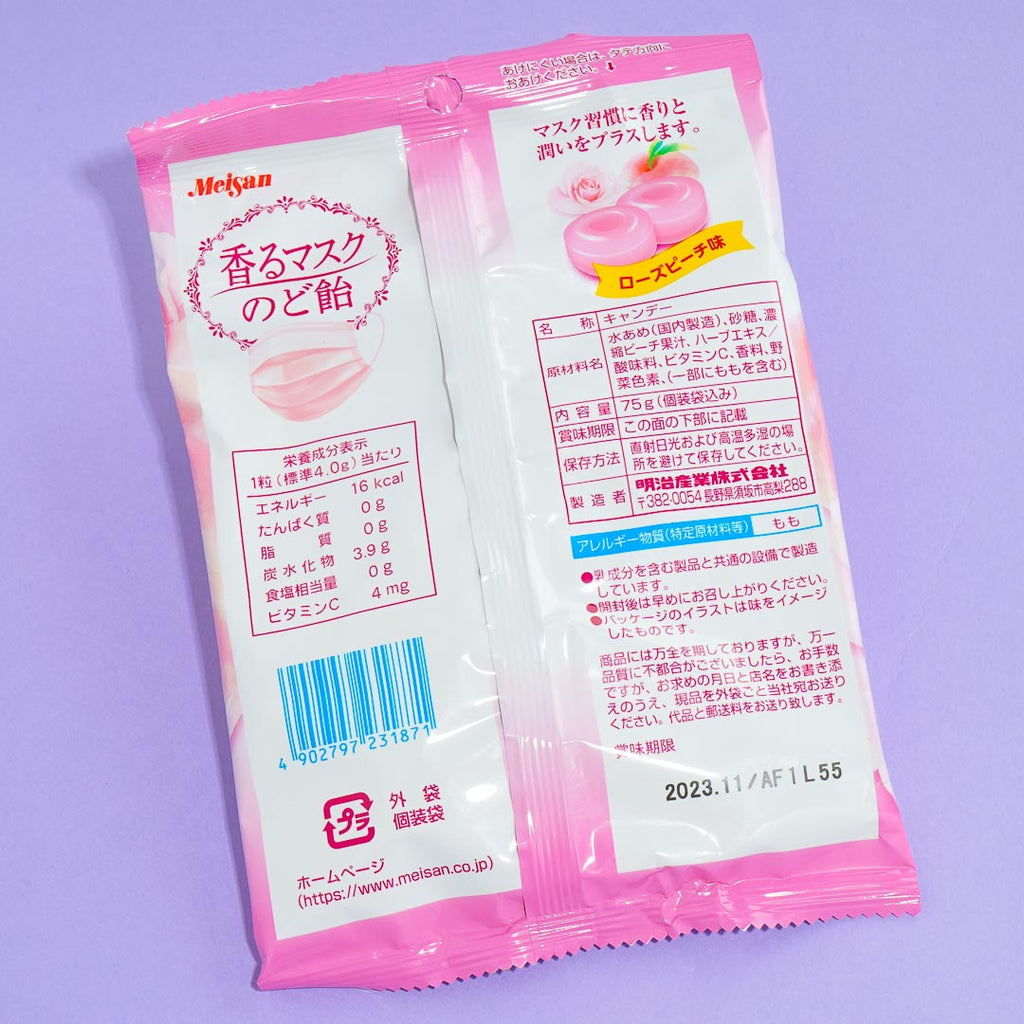 あけにくい場合は、タテ方向に
おあけください。⬇
Meisan
香るマスク
のど飴
栄養成分表示
1粒(標準4.0g)当たり
エネルギー 16 kcal
たんぱく質 0 g
脂質 0 g
炭水化物 3.9 g
食塩相当量 0 g
ビタミンC 4 mg
4 902797 231871
プラ
外袋
個装袋
ホームページ
(https://www.meisan.co.jp)
マスク習慣に香りと
潤いをプラスします。
ローズピーチ味
名称 キャンデー
原材料名 水あめ(国内製造)、砂糖、濃
縮ピーチ果汁、ハーブエキス/
酸味料、ビタミンC、香料、野
菜色素、(一部にももを含む)
内容量 75g(個装袋込み)
賞味期限 この面の下部に記載
保存方法 直射日光および高温多湿の場
所を避けて保存してください。
製造者 明治産業株式会社
〒382-0054 長野県須坂市高梨288
アレルギー物質(特定原材料等) もも
●乳成分を含む製品と共通の設備で製造
しています。
●開封後は早めにお召し上がりください。
●パッケージのイラストは味をイメージ
したものです。
商品には万全を期しておりますが、万一
品質に不都合がございましたら、お手数
ですが、お求めの月日と店名をお書き添
えのうえ、現品を外袋ごと当社宛お送り
ください。代品と郵送料をお送り致します。
賞味期限
2023.11/AF1L55